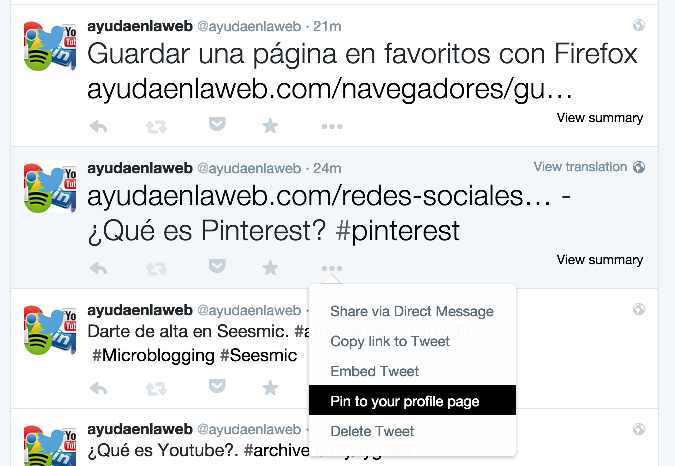 ayudaenlaweb @ayudaenlaweb · 21m
Guardar una página en favoritos con Firefox
ayudaenlaweb.com/navegadores/gu…
View summary
ayudaenlaweb @ayudaenlaweb · 24m
View translation
ayudaenlaweb.com/redes-sociales… -
¿Qué es Pinterest? #pinterest
View summary
ayudaenlaweb @ayudaenlaweb ·
Darte de alta en Seesmic.
#Microblogging #Seesmic
Share via Direct Message
Copy link to Tweet
Embed Tweet
Pin to your profile page
Delete Tweet
ayudaenlaweb @ayudaenlaweb
¿Qué es Youtube?. #archive